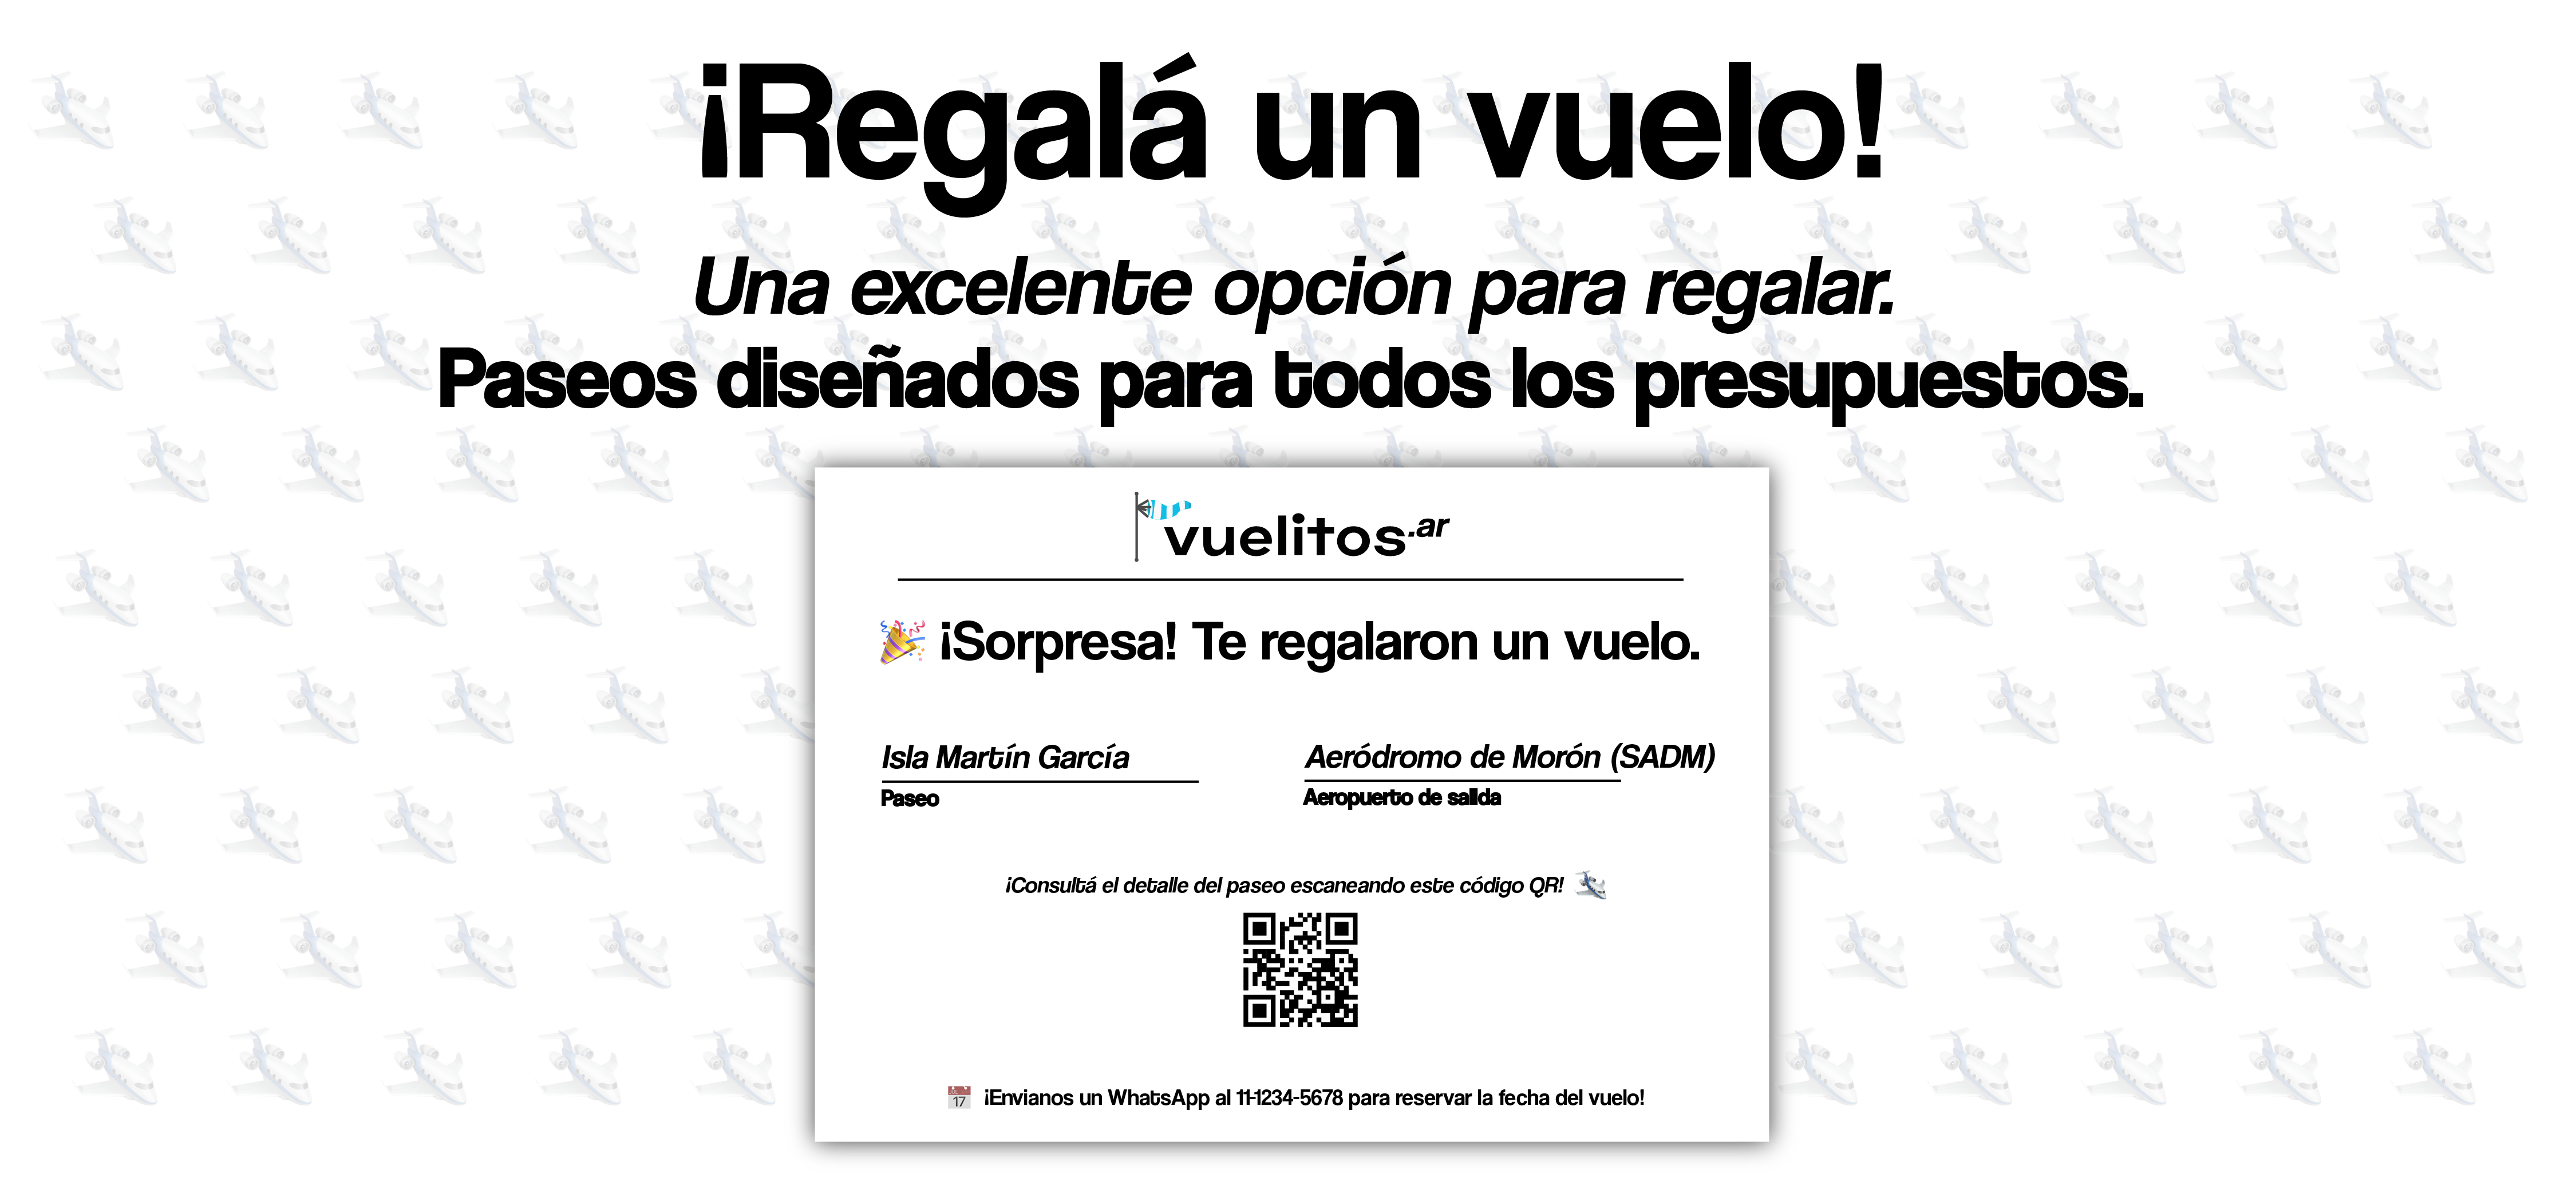 ¡Regalá un vuelo!
Una excelente opción para regalar.
Paseos diseñados para todos los presupuestos.
vuelitos.ar
¡Sorpresa! Te regalaron un vuelo.
Isla Martín García
Paseo
Aeródromo de Morón (SADM)
Aeropuerto de salida
¡Consultá el detalle del paseo escaneando este código QR!
17
¡Envianos un WhatsApp al 11-1234-5678 para reservar la fecha del vuelo!